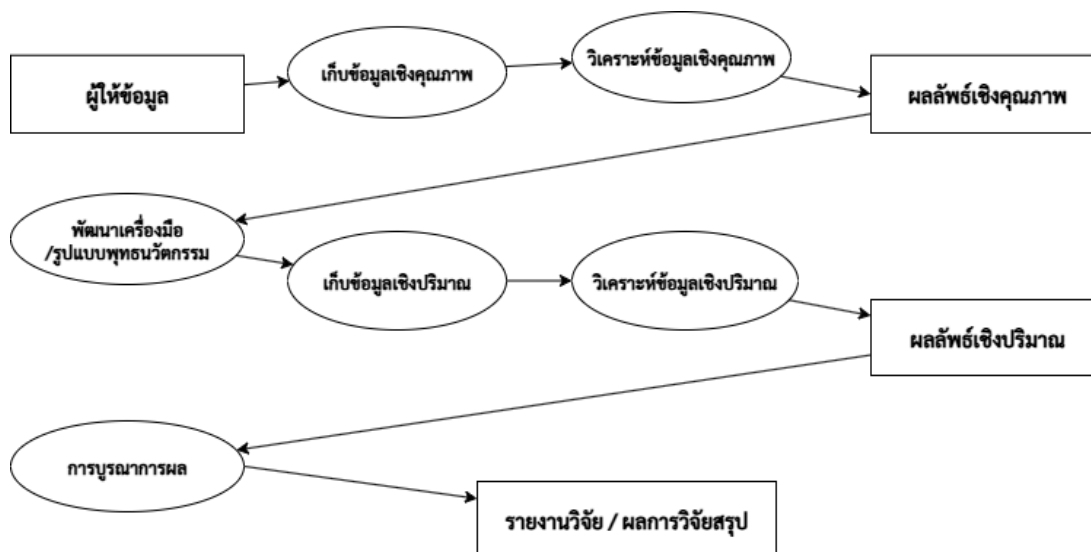 ผู้ให้ข้อมูล
เก็บข้อมูลเชิงคุณภาพ
วิเคราะห์ข้อมูลเชิงคุณภาพ
ผลลัพธ์เชิงคุณภาพ
พัฒนาเครื่องมือ
/รูปแบบพุทธนวัตกรรม
เก็บข้อมูลเชิงปริมาณ
วิเคราะห์ข้อมูลเชิงปริมาณ
ผลลัพธ์เชิงปริมาณ
การบูรณาการผล
รายงานวิจัย / ผลการวิจัยสรุป